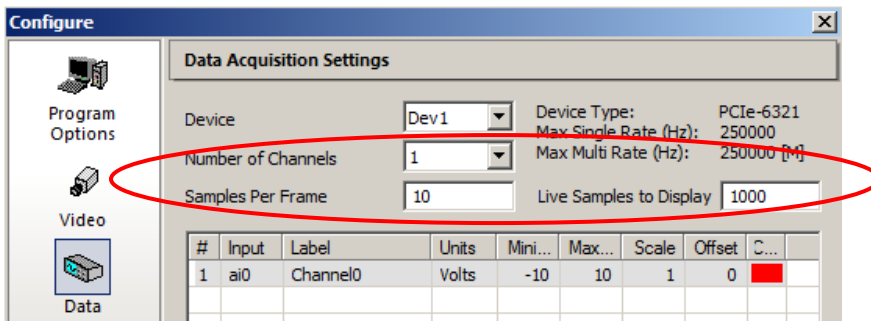 Configure
Program
Options
Video
Data
Data Acquisition Settings
Device Dev1 Device Type: PCIe-6321
Max Single Rate (Hz): 250000
Number of Channels 1 Max Multi Rate (Hz): 250000 [M]
Samples Per Frame 10 Live Samples to Display 1000
# Input Label Units Mini... Max... Scale Offset C...
1 ai0 Channel0 Volts -10 10 1 0